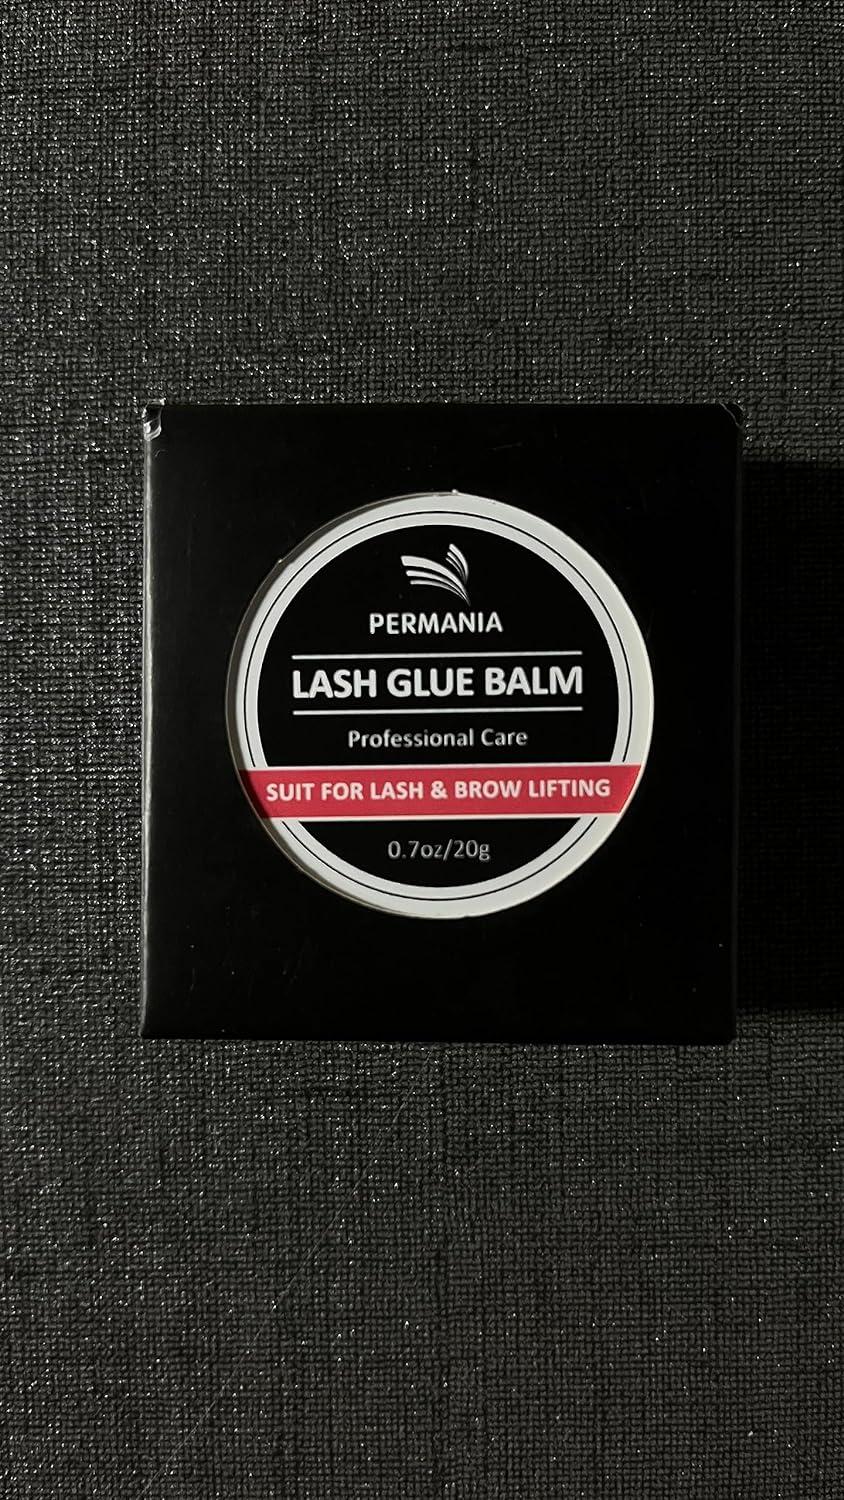 PERMANIA
LASH GLUE BALM
Professional Care
SUIT FOR LASH & BROW LIFTING
0.7oz/20g